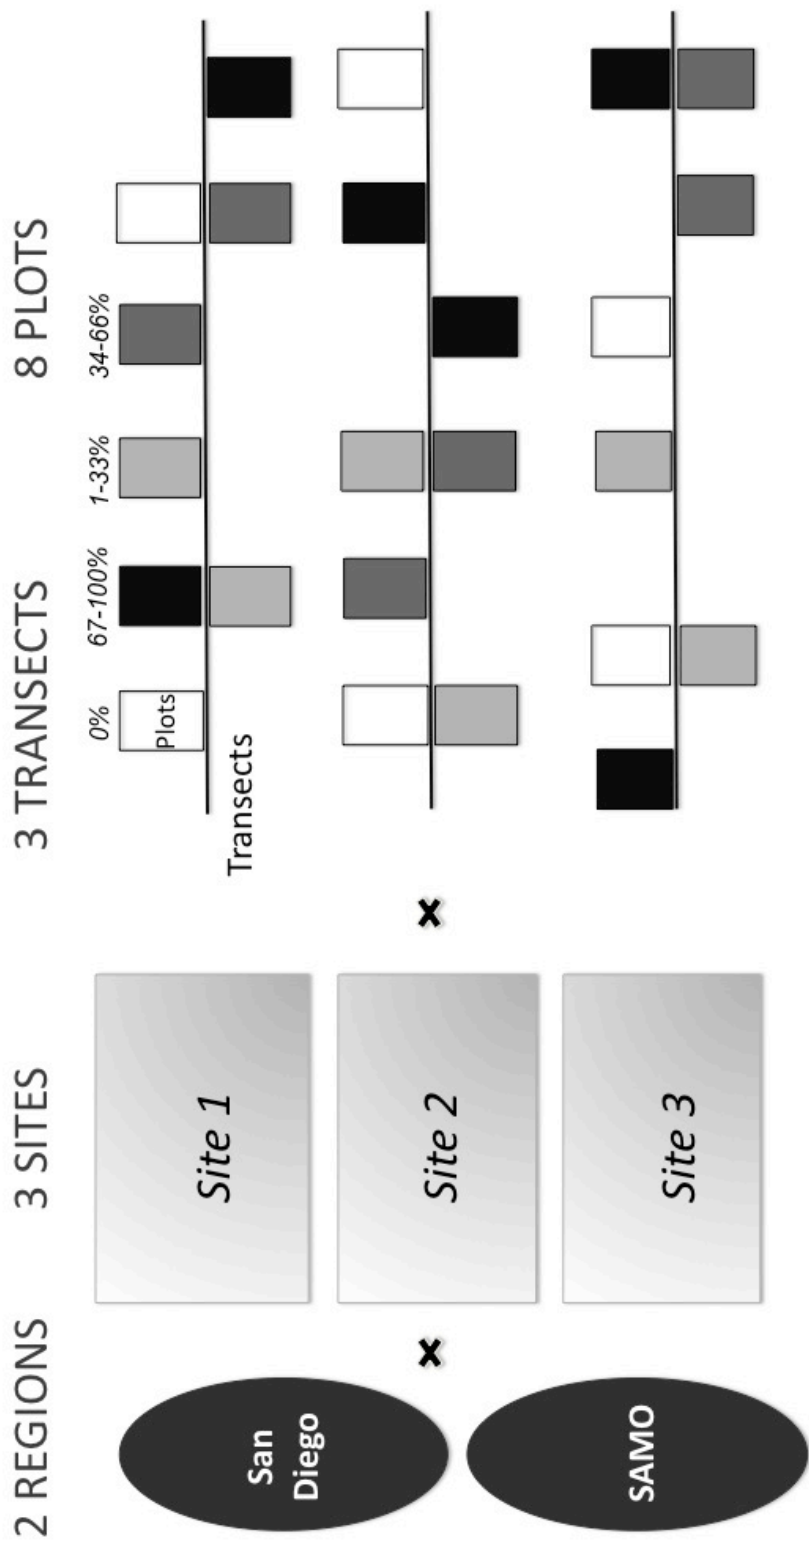 2 REGIONS
3 SITES
3 TRANSECTS
8 PLOTS
0%
67-100%
1-33%
34-66%
Plots
Transects
San
Diego
SAMO
Site 1
Site 2
Site 3
x
x